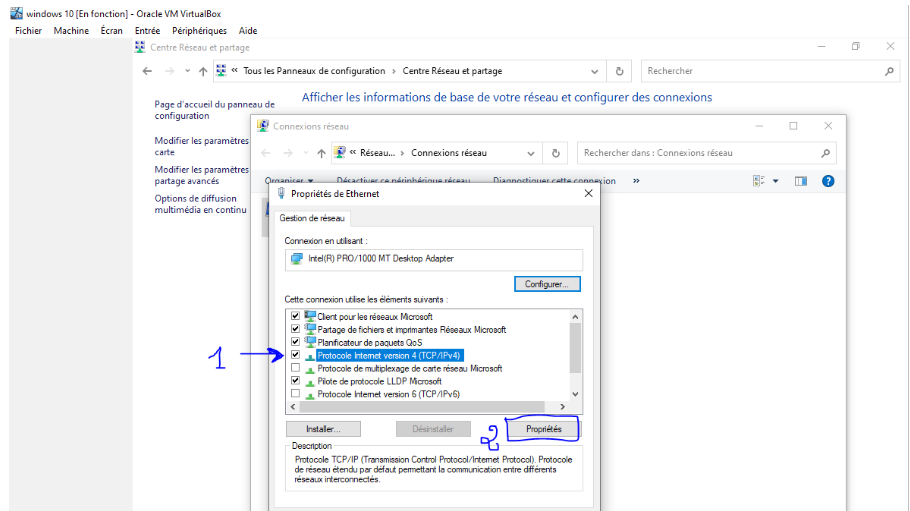 windows 10 [En fonction] - Oracle VM VirtualBox
Fichier Machine Écran Entrée Périphériques Aide
Centre Réseau et partage
« Tous les Panneaux de configuration › Centre Réseau et partage
Rechercher
Page d'accueil du panneau de
configuration
Modifier les paramètres
carte
Modifier les paramètres
partage avancés
Options de diffusion
multimédia en continu
Afficher les informations de base de votre réseau et configurer des connexions
Connexions réseau
« Réseau... › Connexions réseau
Rechercher dans : Connexions réseau
Organiser Désactiver ce périphérique réseau Diagnostiquer cette connexion »
Propriétés de Ethernet
Gestion de réseau
Connexion en utilisant :
Intel(R) PRO/1000 MT Desktop Adapter
Configurer...
Cette connexion utilise les éléments suivants :
Client pour les réseaux Microsoft
Partage de fichiers et imprimantes Réseaux Microsoft
Planificateur de paquets QoS
1
Protocole Internet version 4 (TCP/IPv4)
Protocole de multiplexage de carte réseau Microsoft
Pilote de protocole LLDP Microsoft
Protocole Internet version 6 (TCP/IPv6)
Installer... Désinstaller 2 Propriétés
Description
Protocole TCP/IP (Transmission Control Protocol/Internet Protocol). Protocole
de réseau étendu par défaut permettant la communication entre différents
réseaux interconnectés.